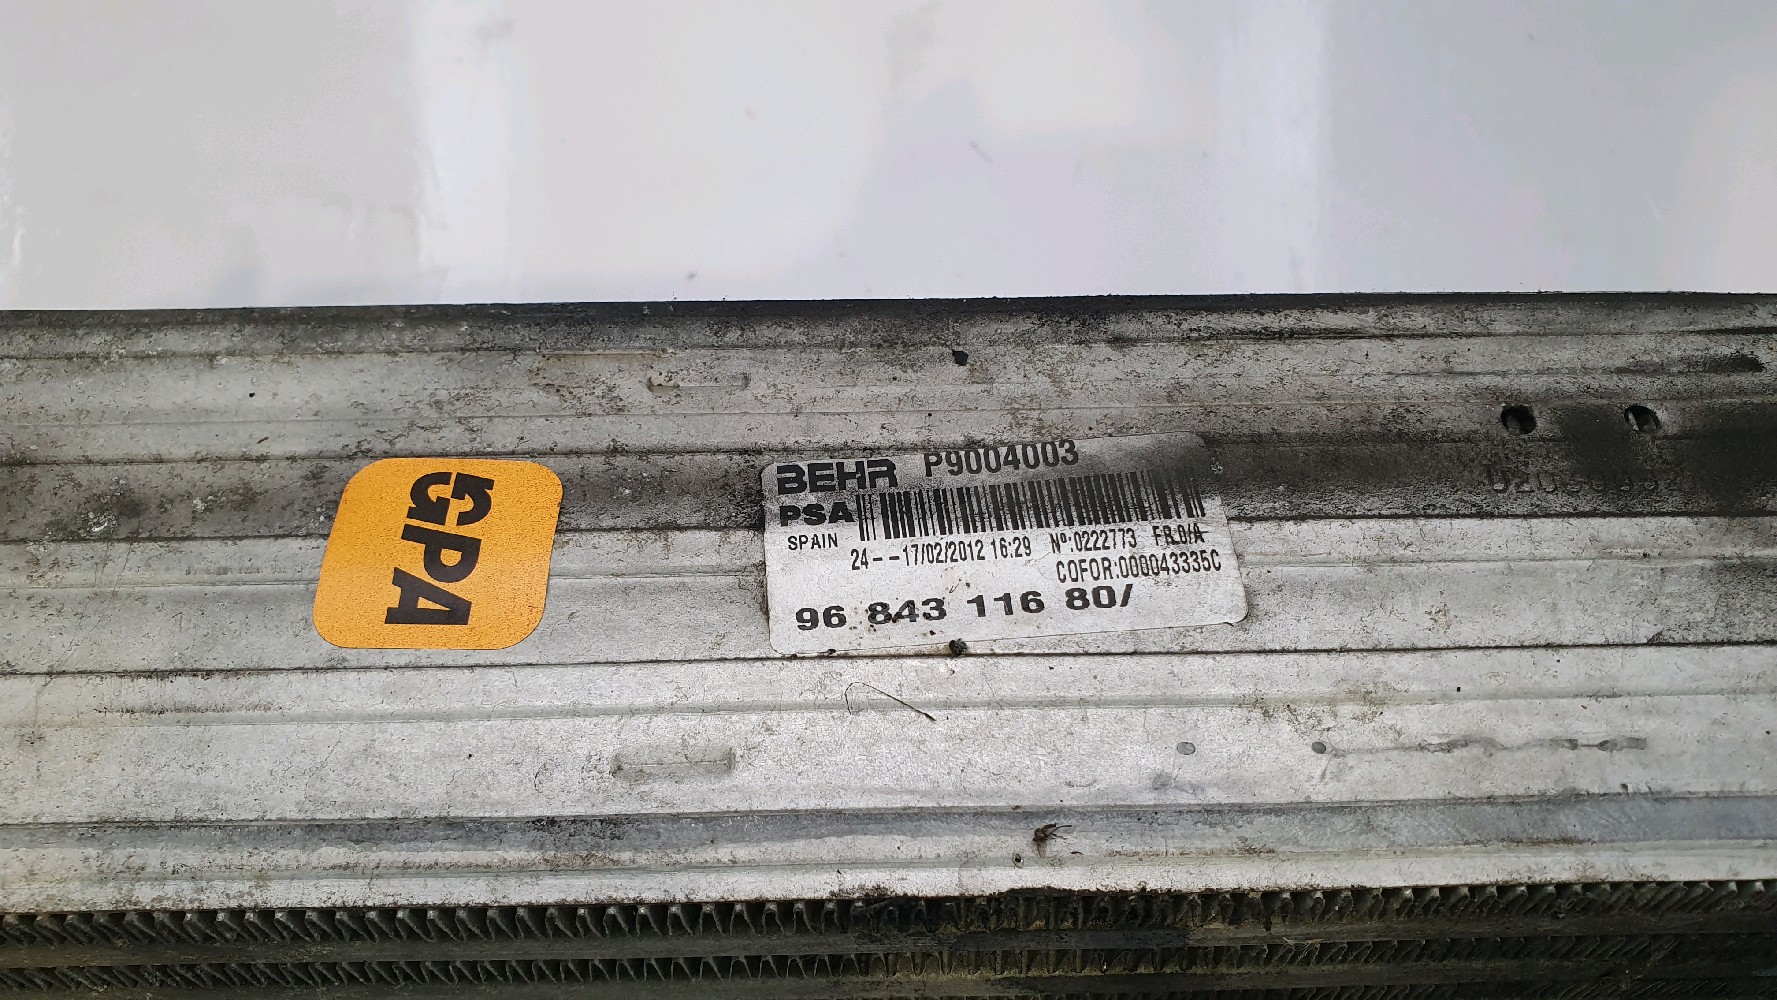 GPA
BEHR P9004003
PSA
SPAIN 24--17/02/2012 16:29 Nº:0222773 FR.0/A
COFOR:000043335C
96 843 116 80/